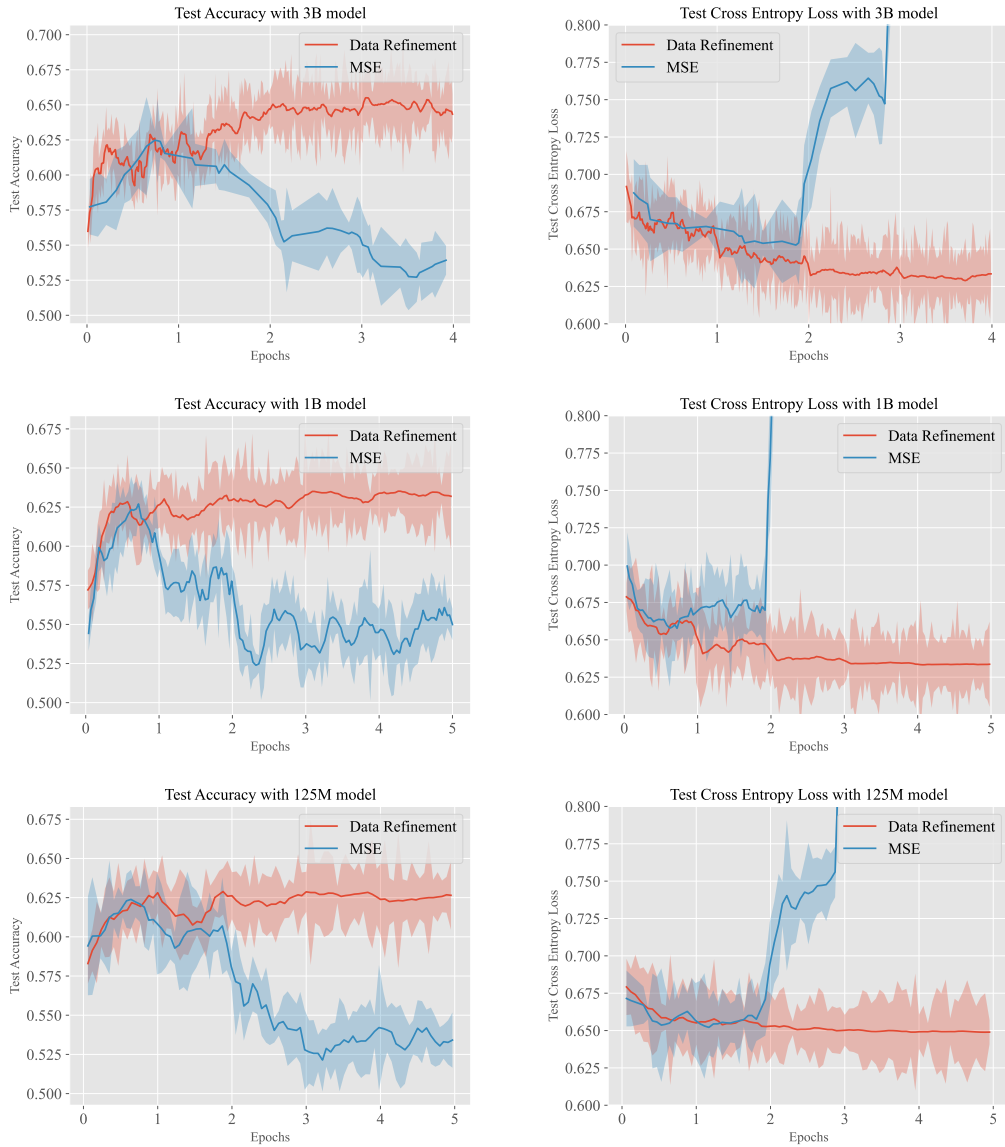 Test Accuracy with 3B model
0.700
0.675
0.650
0.625
0.600
0.575
0.550
0.525
0.500
Test Accuracy
Data Refinement
MSE
0 1 2 3 4
Epochs
Test Cross Entropy Loss with 3B model
0.800
0.775
0.750
0.725
0.700
0.675
0.650
0.625
0.600
Test Cross Entropy Loss
Data Refinement
MSE
0 1 2 3 4
Epochs
Test Accuracy with 1B model
0.675
0.650
0.625
0.600
0.575
0.550
0.525
0.500
Test Accuracy
Data Refinement
MSE
0 1 2 3 4 5
Epochs
Test Cross Entropy Loss with 1B model
0.800
0.775
0.750
0.725
0.700
0.675
0.650
0.625
0.600
Test Cross Entropy Loss
Data Refinement
MSE
0 1 2 3 4 5
Epochs
Test Accuracy with 125M model
0.675
0.650
0.625
0.600
0.575
0.550
0.525
0.500
Test Accuracy
Data Refinement
MSE
0 1 2 3 4 5
Epochs
Test Cross Entropy Loss with 125M model
0.800
0.775
0.750
0.725
0.700
0.675
0.650
0.625
0.600
Test Cross Entropy Loss
Data Refinement
MSE
0 1 2 3 4 5
Epochs